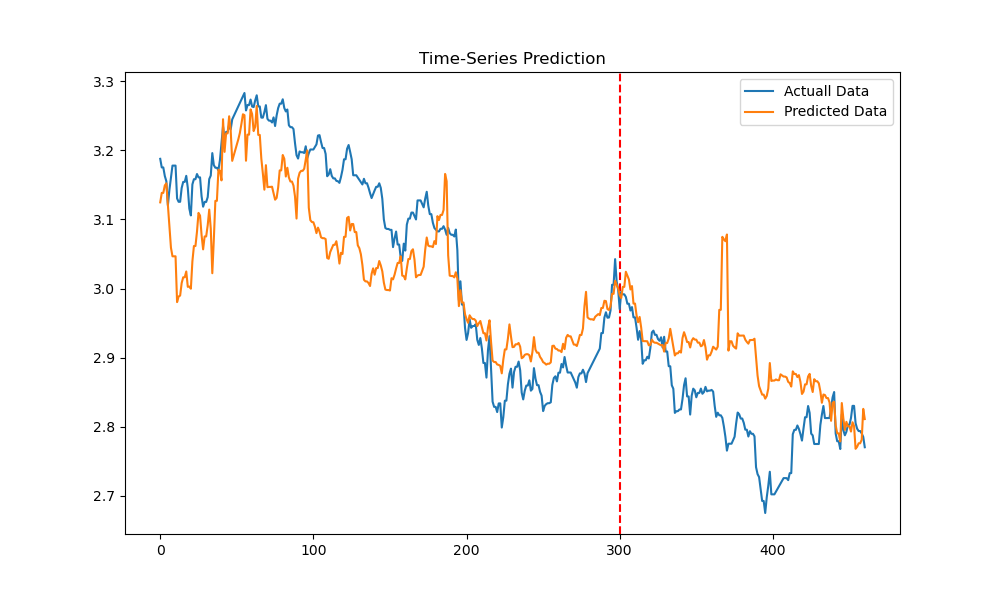 Time-Series Prediction
Actuall Data
Predicted Data
3.3
3.2
3.1
3.0
2.9
2.8
2.7
0 100 200 300 400